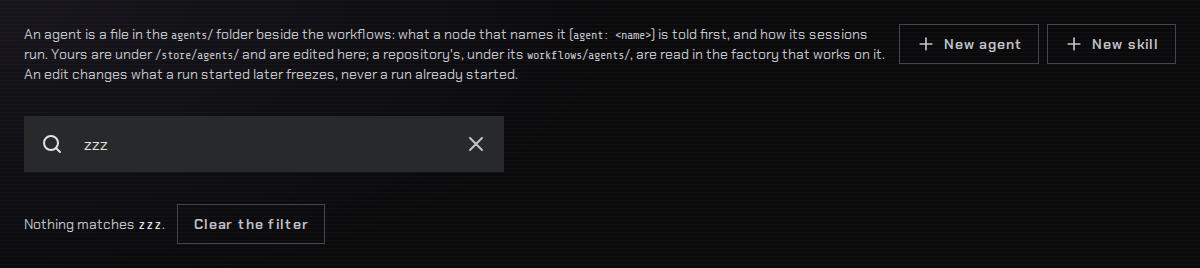 An agent is a file in the agents/ folder beside the workflows: what a node that names it (agent: <name>) is told first, and how its sessions
run. Yours are under /store/agents/ and are edited here; a repository's, under its workflows/agents/, are read in the factory that works on it.
An edit changes what a run started later freezes, never a run already started.
New agent
New skill
zzz
Nothing matches zzz.
Clear the filter